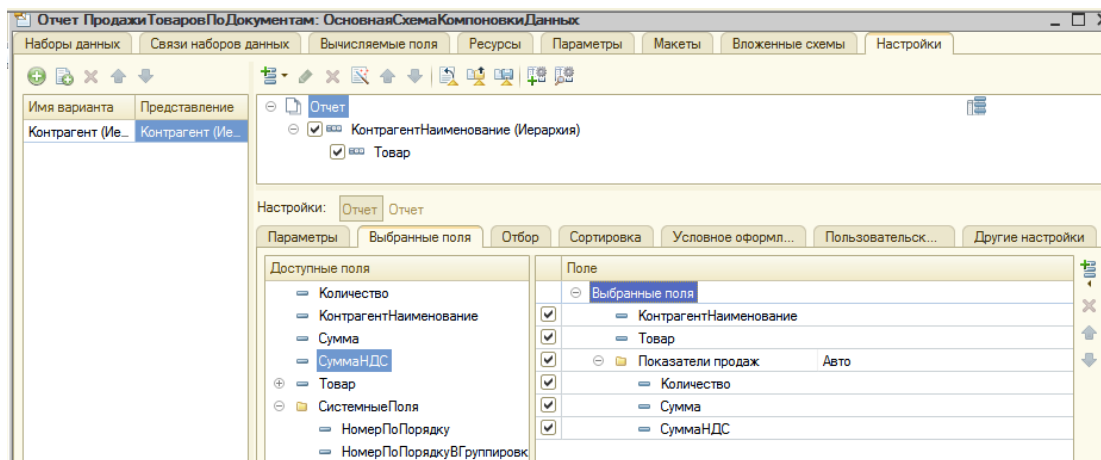 Отчет ПродажиТоваровПоДокументам: ОсновнаяСхемаКомпоновкиДанных
Наборы данных Связи наборов данных Вычисляемые поля Ресурсы Параметры Макеты Вложенные схемы Настройки
Имя варианта Представление
Контрагент (Ие... Контрагент (Ие...
Отчет
КонтрагентНаименование (Иерархия)
Товар
Настройки: Отчет Отчет
Параметры Выбранные поля Отбор Сортировка Условное оформл... Пользовательск... Другие настройки
Доступные поля Поле
Количество Выбранные поля
КонтрагентНаименование КонтрагентНаименование
Сумма Товар
СуммаНДС Показатели продаж Авто
Товар Количество
СистемныеПоля Сумма
НомерПоПорядку СуммаНДС
НомерПоПорядкуВГруппировк